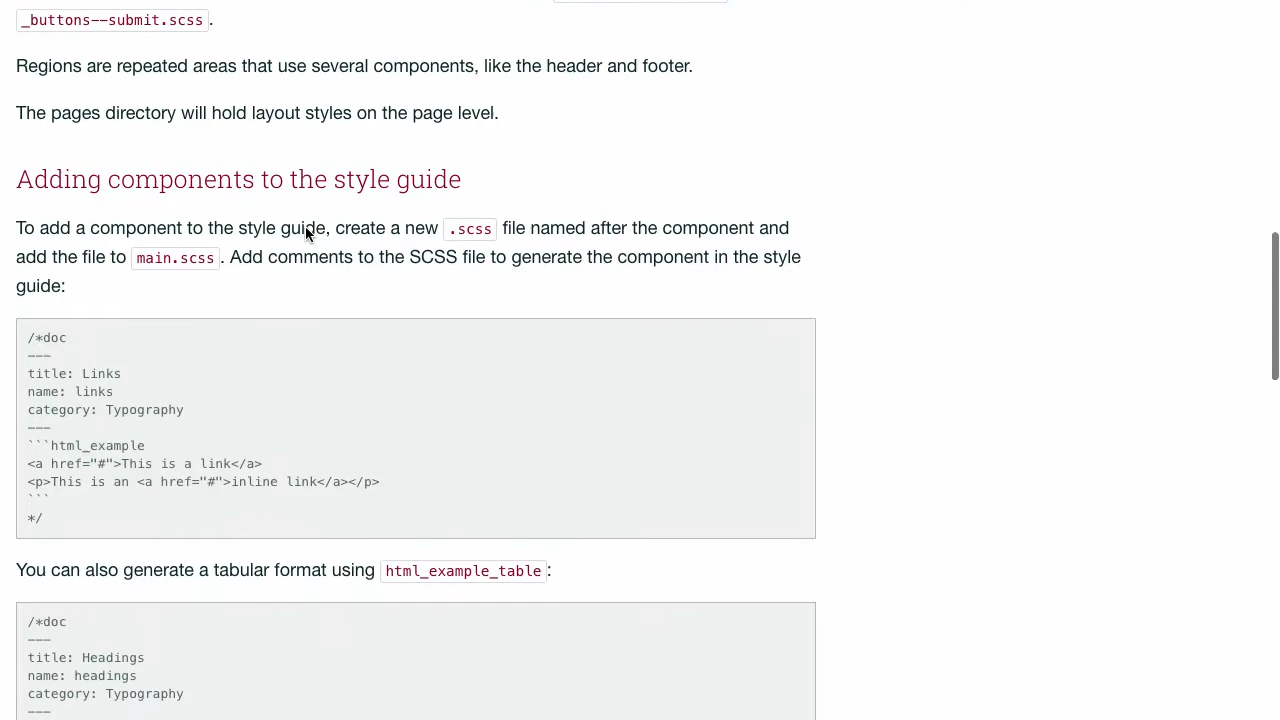 _buttons--submit.scss.
Regions are repeated areas that use several components, like the header and footer.
The pages directory will hold layout styles on the page level.
Adding components to the style guide
To add a component to the style guide, create a new .scss file named after the component and
add the file to main.scss. Add comments to the SCSS file to generate the component in the style
guide:
/*doc
---
title: Links
name: links
category: Typography
---
```html_example
<a href="#">This is a link</a>
<p>This is an <a href="#">inline link</a></p>
```
*/
You can also generate a tabular format using html_example_table:
/*doc
---
title: Headings
name: headings
category: Typography
---